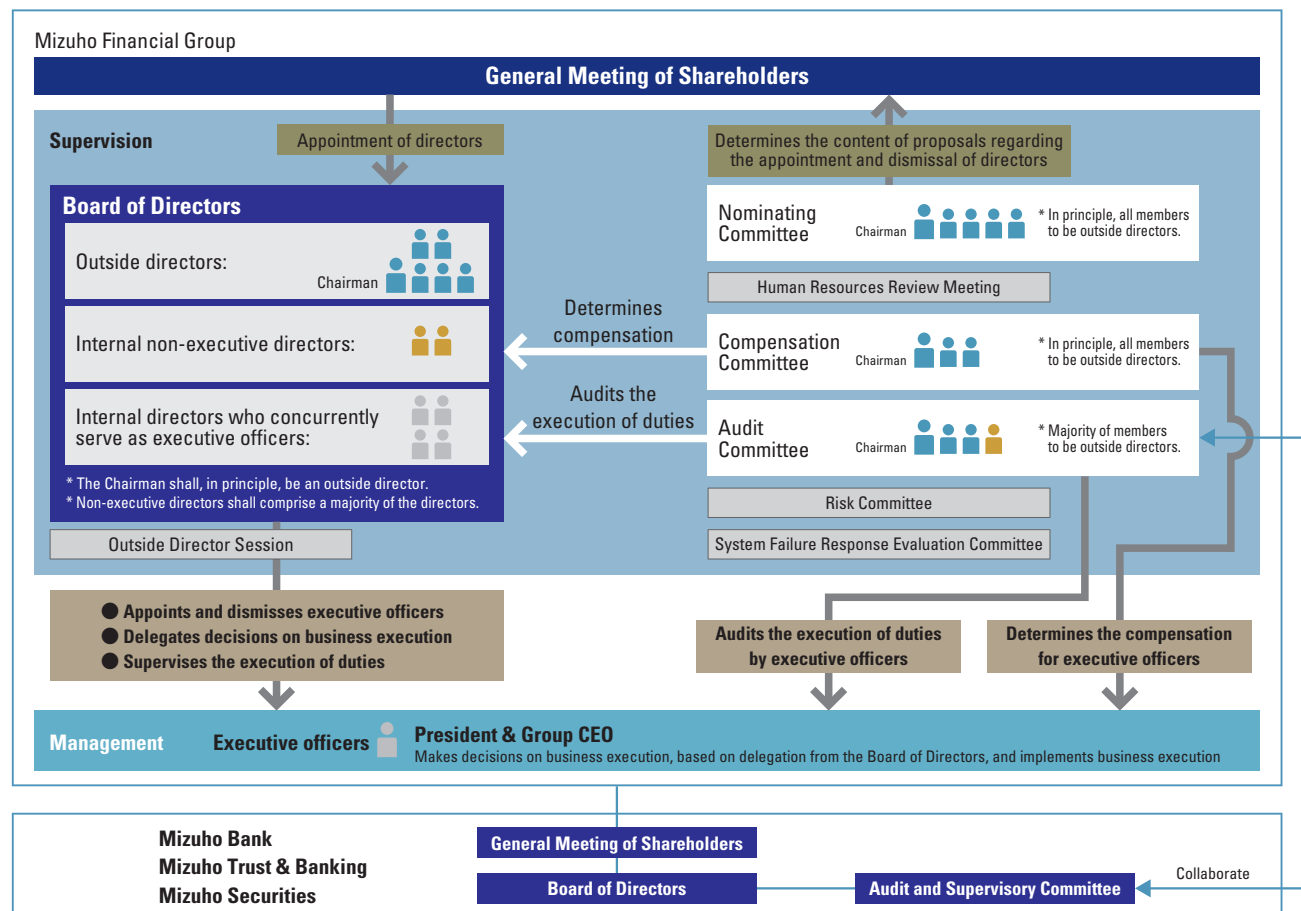 Mizuho Financial Group
General Meeting of Shareholders
Supervision
Appointment of directors
Determines the content of proposals regarding
the appointment and dismissal of directors
Board of Directors
Outside directors:
Chairman
Internal non-executive directors:
Internal directors who concurrently
serve as executive officers:
* The Chairman shall, in principle, be an outside director.
* Non-executive directors shall comprise a majority of the directors.
Outside Director Session
Determines
compensation
Audits the
execution of duties
Nominating
Committee
Chairman
* In principle, all members
to be outside directors.
Human Resources Review Meeting
Compensation
Committee
Chairman
* In principle, all members
to be outside directors.
Audit
Committee
Chairman
* Majority of members
to be outside directors.
Risk Committee
System Failure Response Evaluation Committee
● Appoints and dismisses executive officers
● Delegates decisions on business execution
● Supervises the execution of duties
Audits the execution of duties
by executive officers
Determines the compensation
for executive officers
Management
Executive officers
President & Group CEO
Makes decisions on business execution, based on delegation from the Board of Directors, and implements business execution
Mizuho Bank
Mizuho Trust & Banking
Mizuho Securities
General Meeting of Shareholders
Board of Directors
Audit and Supervisory Committee
Collaborate